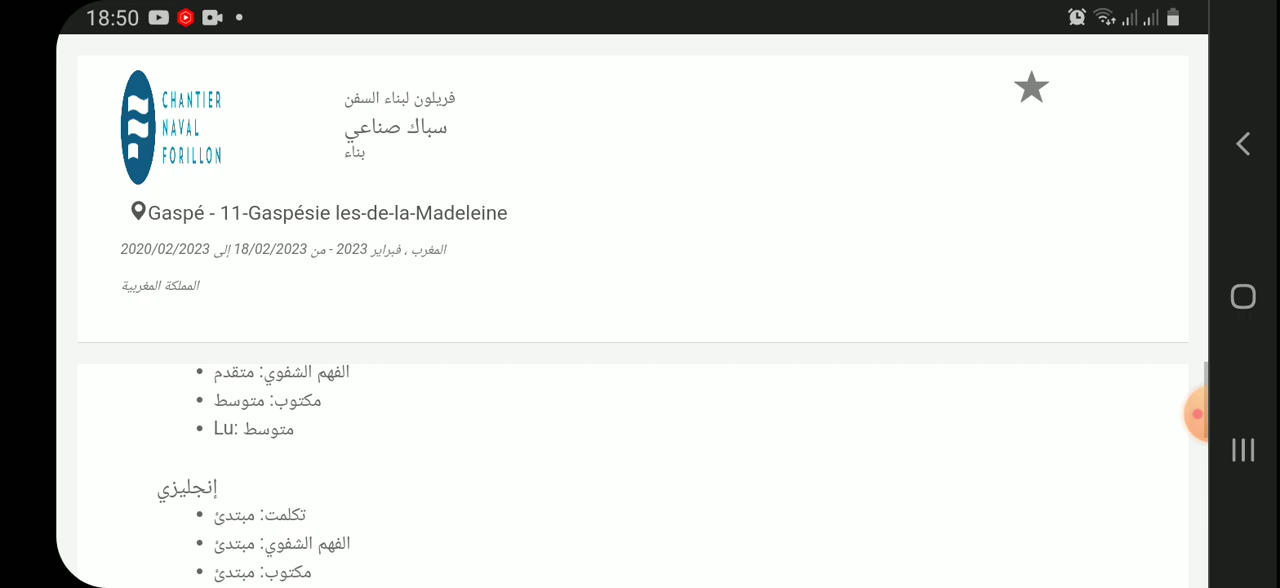 18:50
CHANTIER
NAVAL
FORILLON
فريلون لبناء السفن
سباك صناعي
بناء
Gaspé - 11-Gaspésie les-de-la-Madeleine
المغرب ، فبراير 2023 - من 18/02/2023 إلى 2020/02/2023
المملكة المغربية
• الفهم الشفوي: متقدم
• مكتوب: متوسط
• Lu: متوسط
إنجليزي
• تكلمت: مبتدئ
• الفهم الشفوي: مبتدئ
• مكتوب: مبتدئ